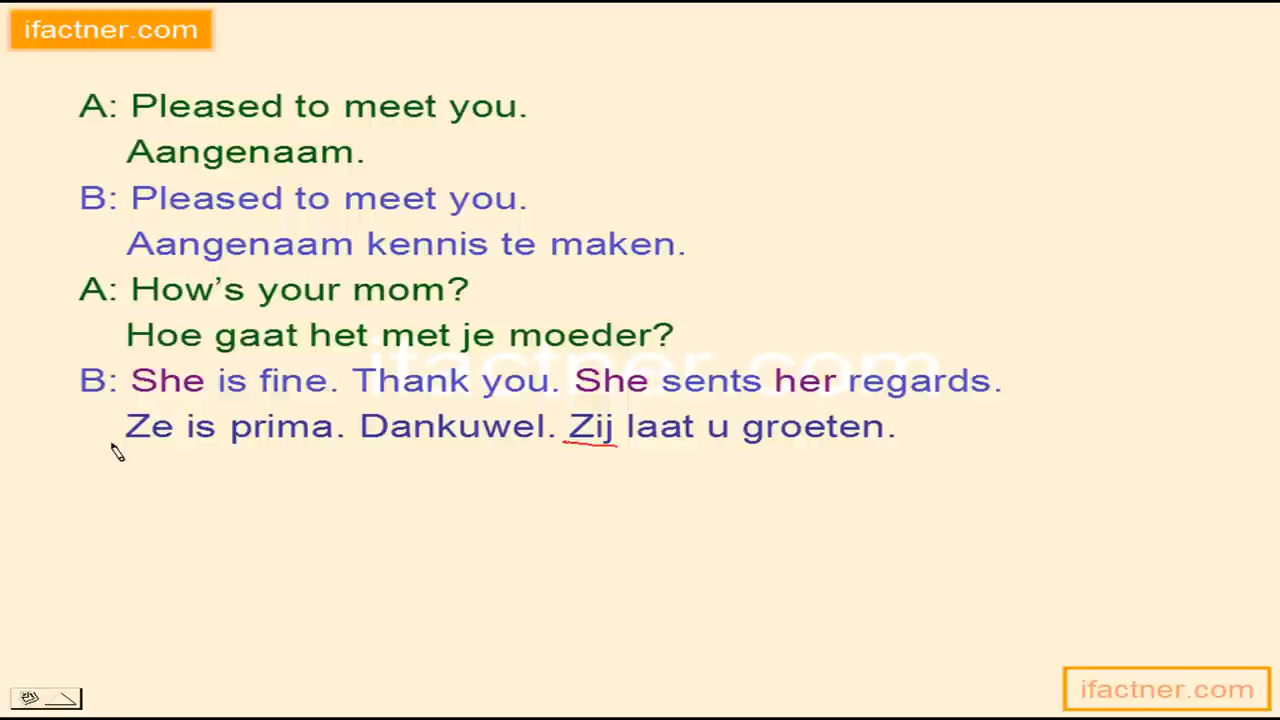 ifactner.com
A: Pleased to meet you.
Aangenaam.
B: Pleased to meet you.
Aangenaam kennis te maken.
A: How’s your mom?
Hoe gaat het met je moeder?
ifactner.com
B: She is fine. Thank you. She sents her regards.
Ze is prima. Dankuwel. Zij laat u groeten.
ifactner.com